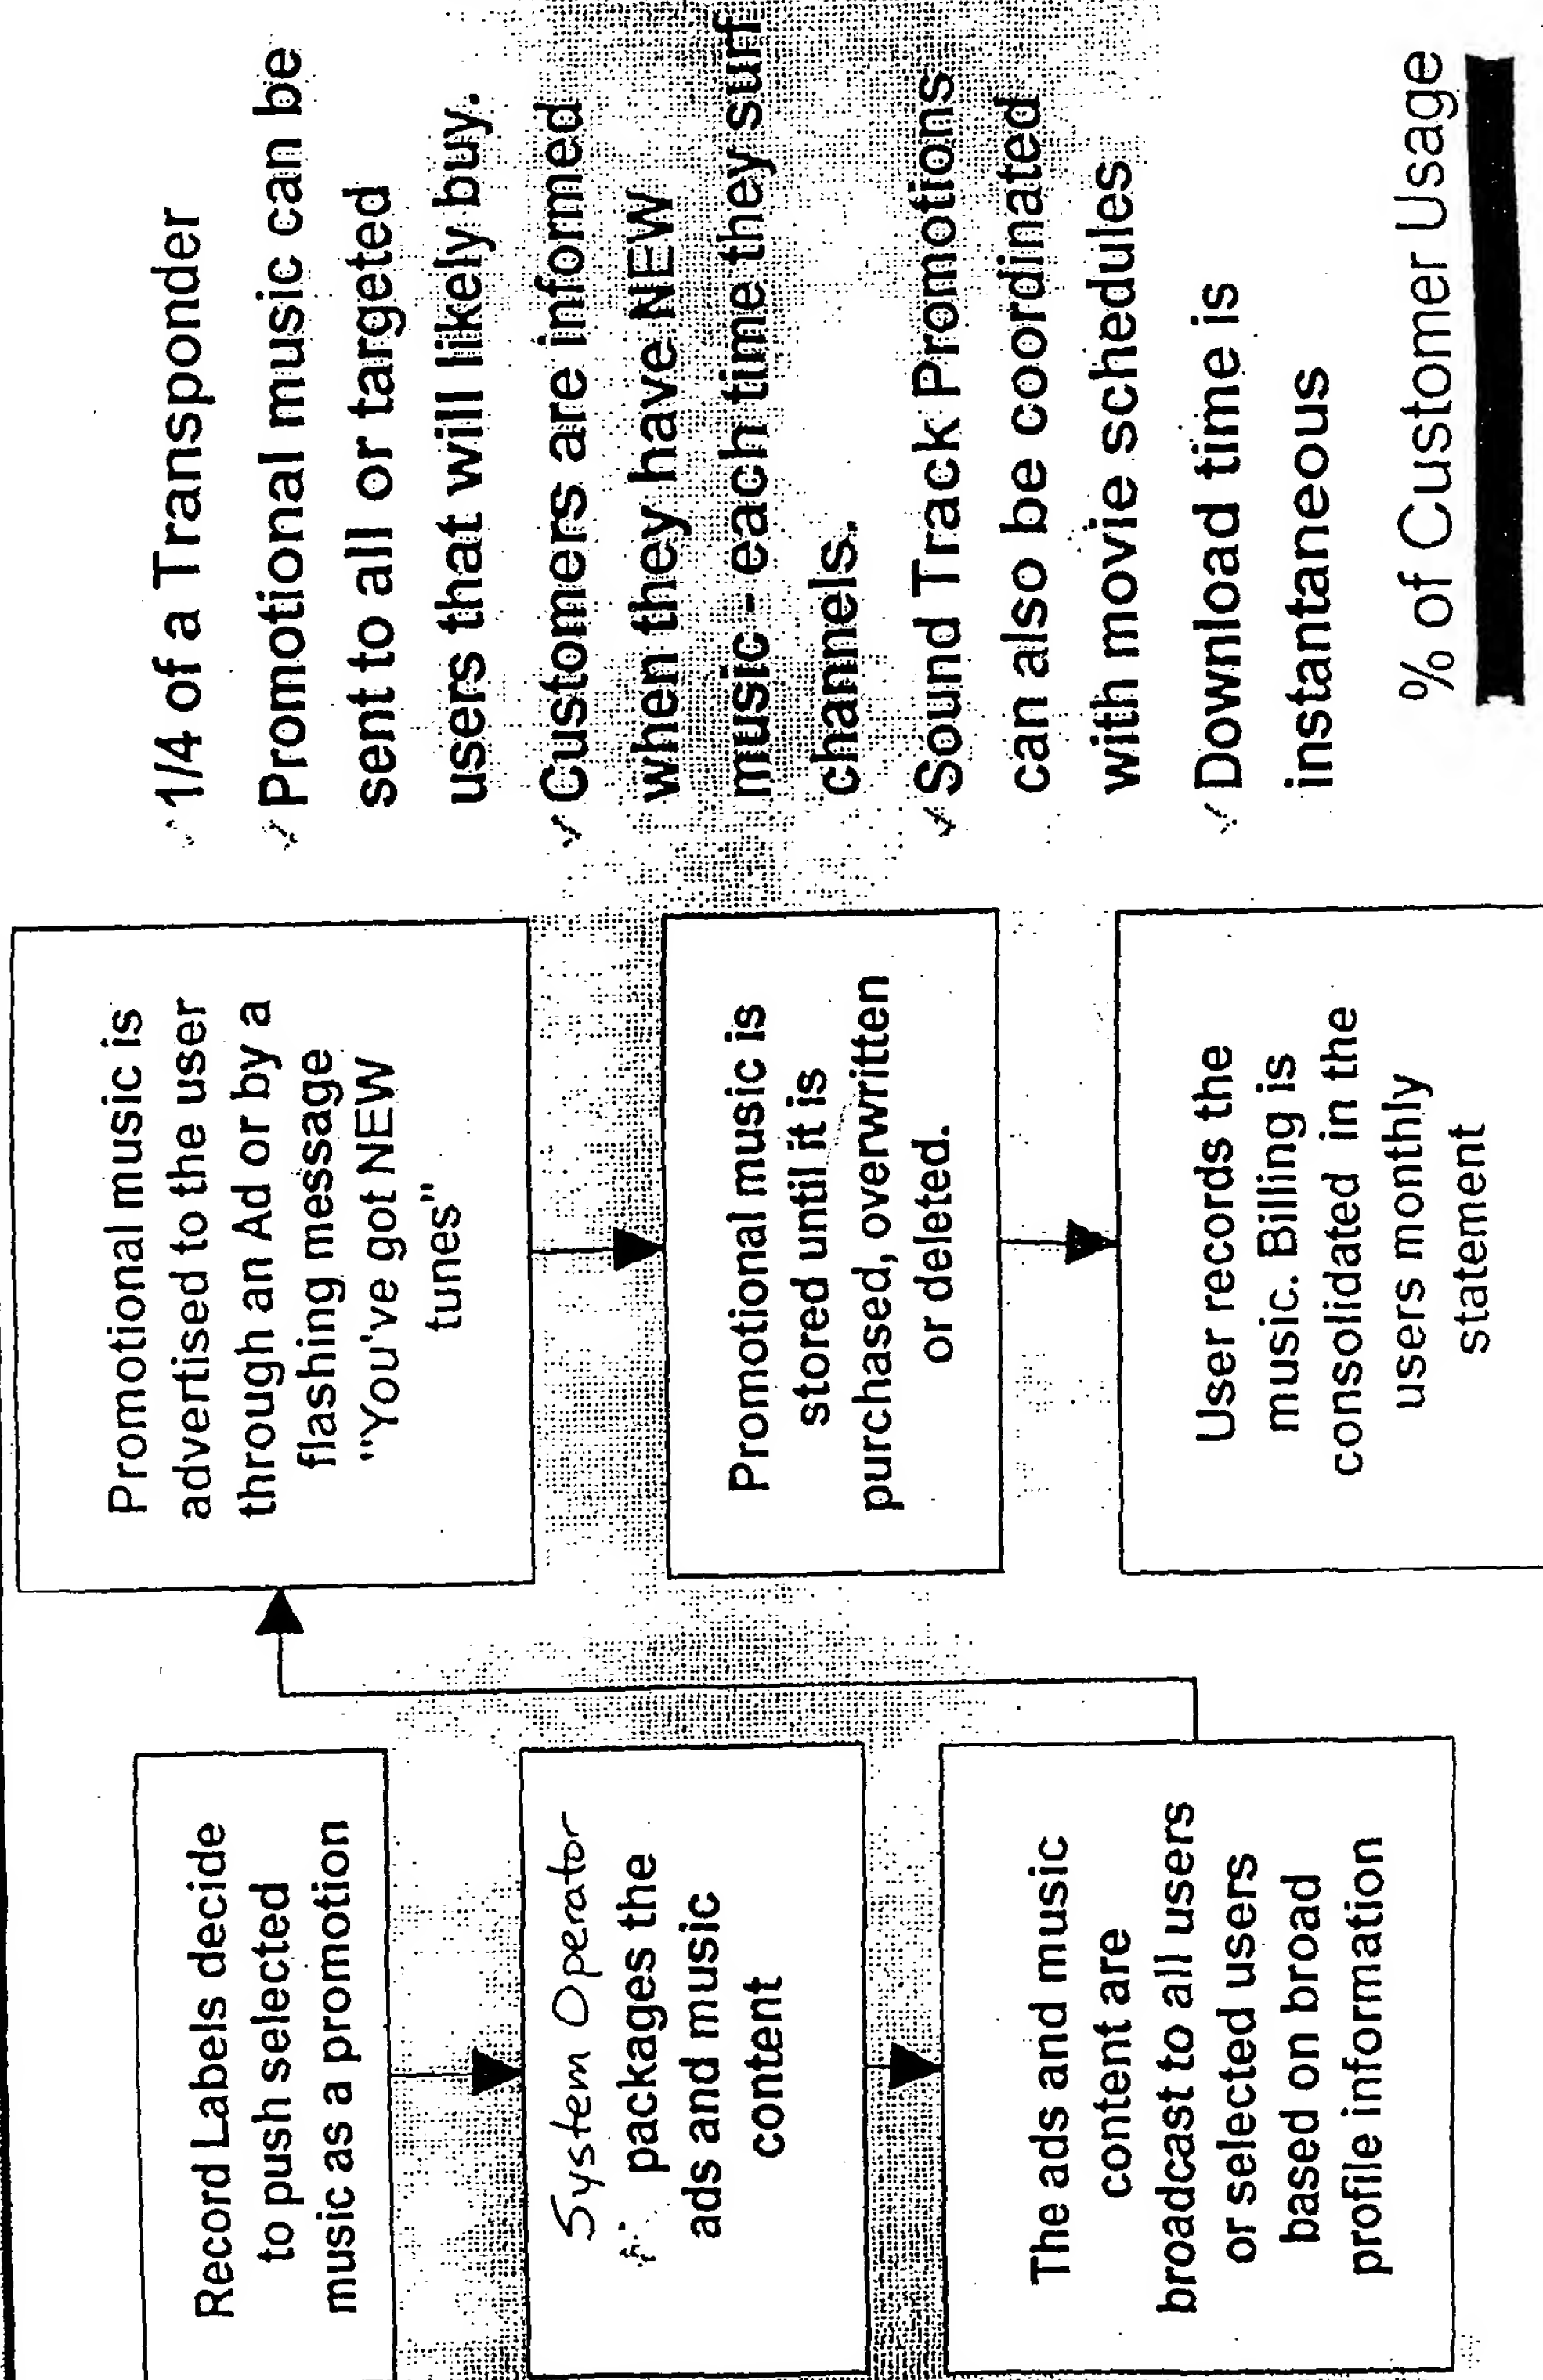 Record Labels decide
to push selected
music as a promotion
System Operator
packages the
ads and music
content
The ads and music
content are
broadcast to all users
or selected users
based on broad
profile information
Promotional music is
advertised to the user
through an Ad or by a
flashing message
"You've got NEW
tunes"
Promotional music is
stored until it is
purchased, overwritten
or deleted.
User records the
music. Billing is
consolidated in the
users monthly
statement
✓ 1/4 of a Transponder
✓ Promotional music can be
sent to all or targeted
users that will likely buy.
✓ Customers are informed
when they have NEW
music - each time they surf
channels.
✓ Sound Track Promotions
can also be coordinated
with movie schedules
✓ Download time is
instantaneous
% of Customer Usage